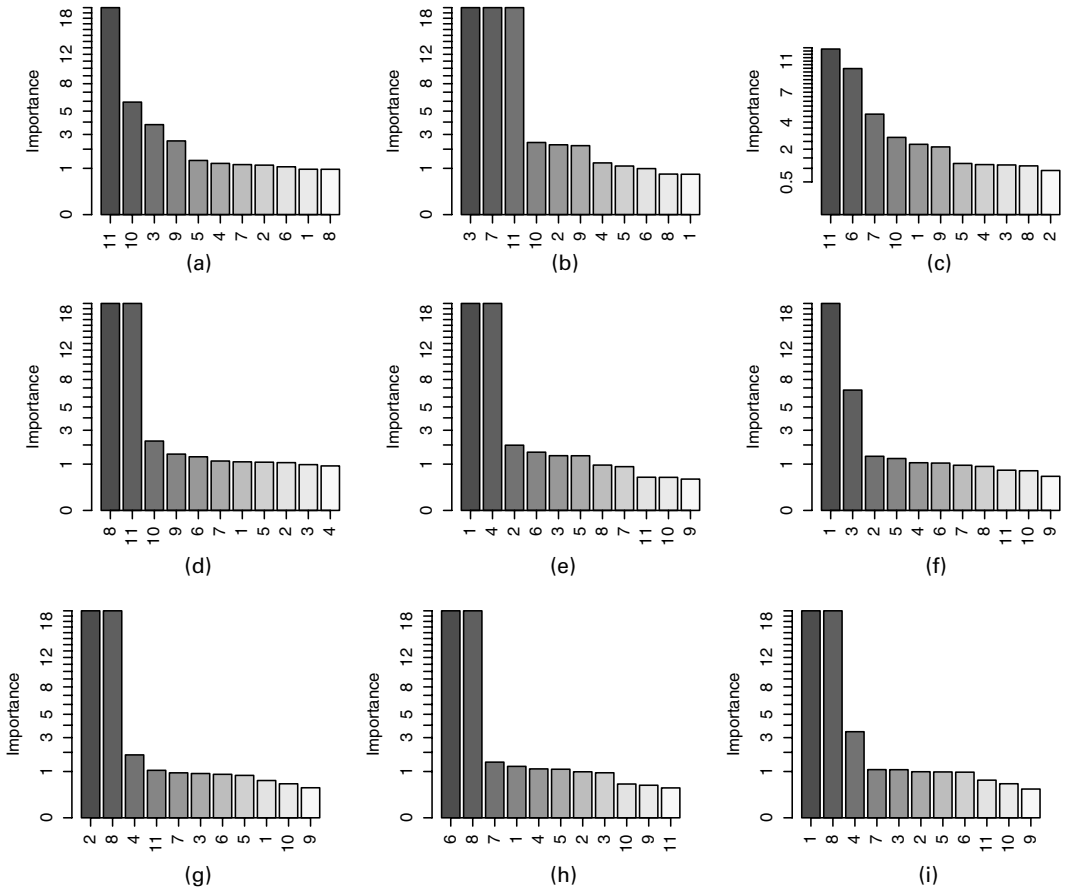 Importance
18
12
8
5
3
1
0
11 10 3 9 5 4 7 2 6 1 8
(a)
Importance
18
12
8
5
3
1
0
3 7 11 10 2 9 4 5 6 8 1
(b)
Importance
11
7
4
2
0.5
11 6 7 10 1 9 5 4 3 8 2
(c)
Importance
18
12
8
5
3
1
0
8 11 10 9 6 7 1 5 2 3 4
(d)
Importance
18
12
8
5
3
1
0
1 4 2 6 3 5 8 7 11 10 9
(e)
Importance
18
12
8
5
3
1
0
1 3 2 5 4 6 7 8 11 10 9
(f)
Importance
18
12
8
5
3
1
0
2 8 4 11 7 3 6 5 1 10 9
(g)
Importance
18
12
8
5
3
1
0
6 8 7 1 4 5 2 3 10 9 11
(h)
Importance
18
12
8
5
3
1
0
1 8 4 7 3 2 5 6 11 10 9
(i)